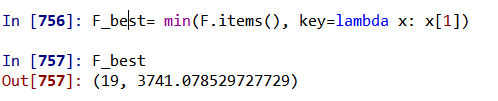 In [756]: F_best= min(F.items(), key=lambda x: x[1])
In [757]: F_best
Out[757]: (19, 3741.078529727729)